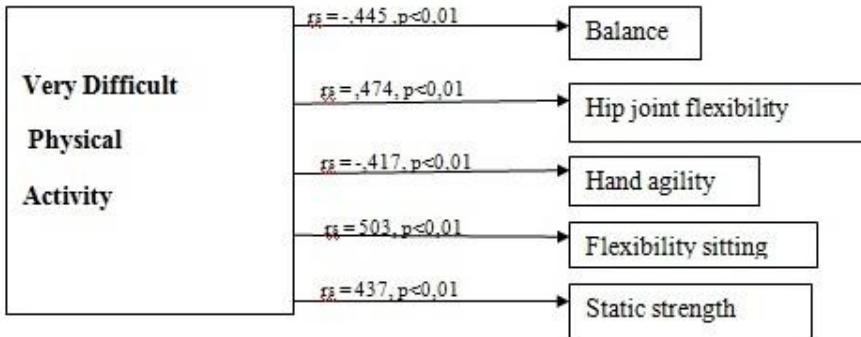 Very Difficult
Physical
Activity
rs =-,445 ,p<0,01
Balance
rs =,474, p<0,01
Hip joint flexibility
rs =-,417, p<0,01
Hand agility
rs = 503, p<0,01
Flexibility sitting
rs =437, p<0,01
Static strength